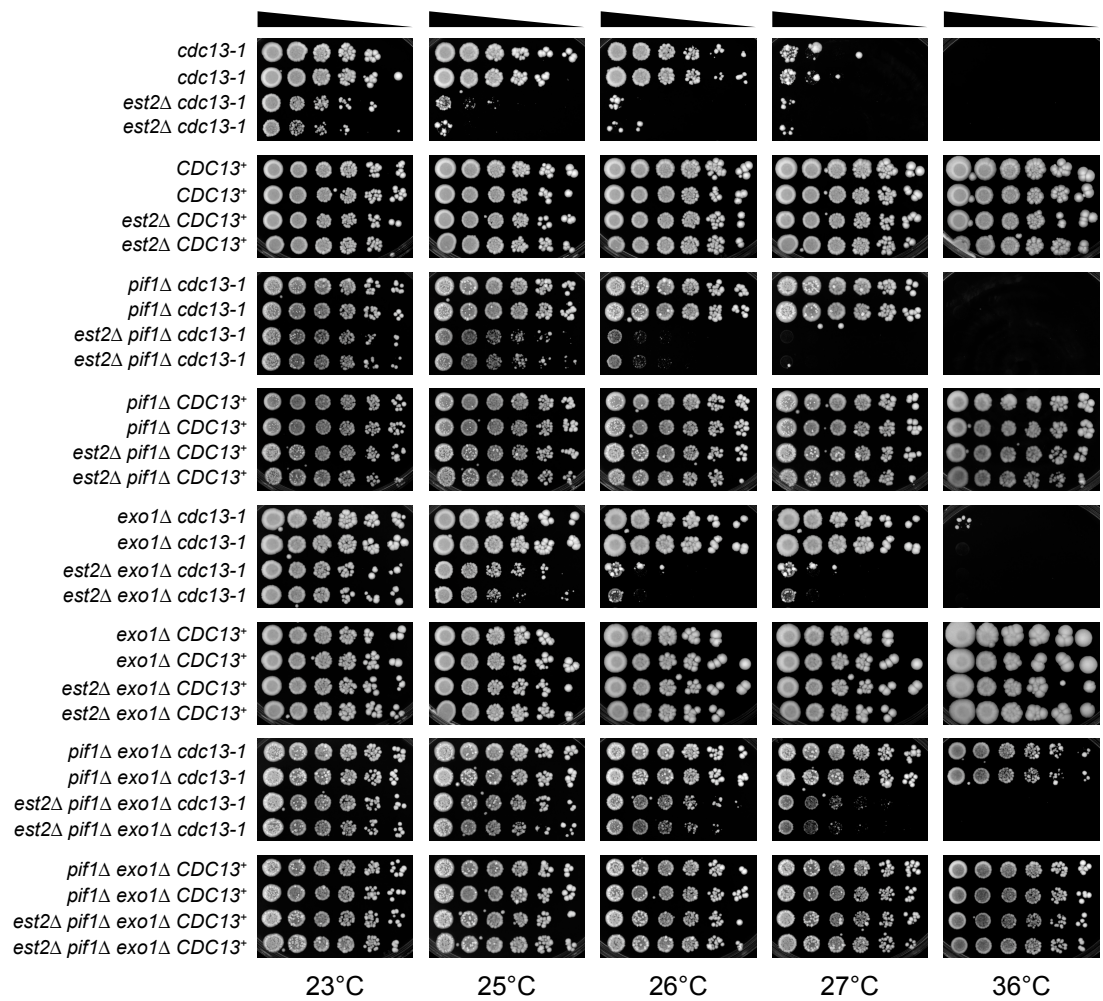 cdc13-1
cdc13-1
est2Δ cdc13-1
est2Δ cdc13-1
CDC13⁺
CDC13⁺
est2Δ CDC13⁺
est2Δ CDC13⁺
pif1Δ cdc13-1
pif1Δ cdc13-1
est2Δ pif1Δ cdc13-1
est2Δ pif1Δ cdc13-1
pif1Δ CDC13⁺
pif1Δ CDC13⁺
est2Δ pif1Δ CDC13⁺
est2Δ pif1Δ CDC13⁺
exo1Δ cdc13-1
exo1Δ cdc13-1
est2Δ exo1Δ cdc13-1
est2Δ exo1Δ cdc13-1
exo1Δ CDC13⁺
exo1Δ CDC13⁺
est2Δ exo1Δ CDC13⁺
est2Δ exo1Δ CDC13⁺
pif1Δ exo1Δ cdc13-1
pif1Δ exo1Δ cdc13-1
est2Δ pif1Δ exo1Δ cdc13-1
est2Δ pif1Δ exo1Δ cdc13-1
pif1Δ exo1Δ CDC13⁺
pif1Δ exo1Δ CDC13⁺
est2Δ pif1Δ exo1Δ CDC13⁺
est2Δ pif1Δ exo1Δ CDC13⁺
23°C 25°C 26°C 27°C 36°C